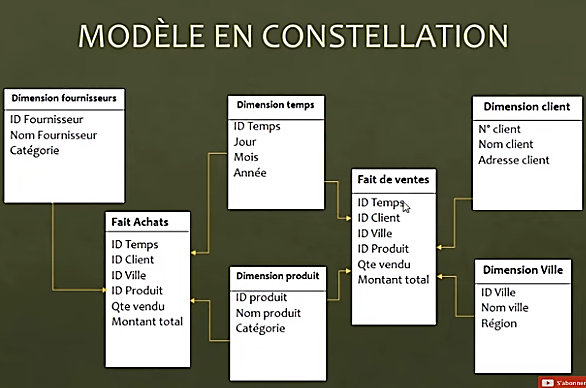 MODÈLE EN CONSTELLATION
Dimension fournisseurs
ID Fournisseur
Nom Fournisseur
Catégorie
Dimension temps
ID Temps
Jour
Mois
Année
Dimension client
N° client
Nom client
Adresse client
Fait Achats
ID Temps
ID Client
ID Ville
ID Produit
Qte vendu
Montant total
Fait de ventes
ID Temps
ID Client
ID Ville
ID Produit
Qte vendu
Montant total
Dimension produit
ID produit
Nom produit
Catégorie
Dimension Ville
ID Ville
Nom ville
Région
S'abonner